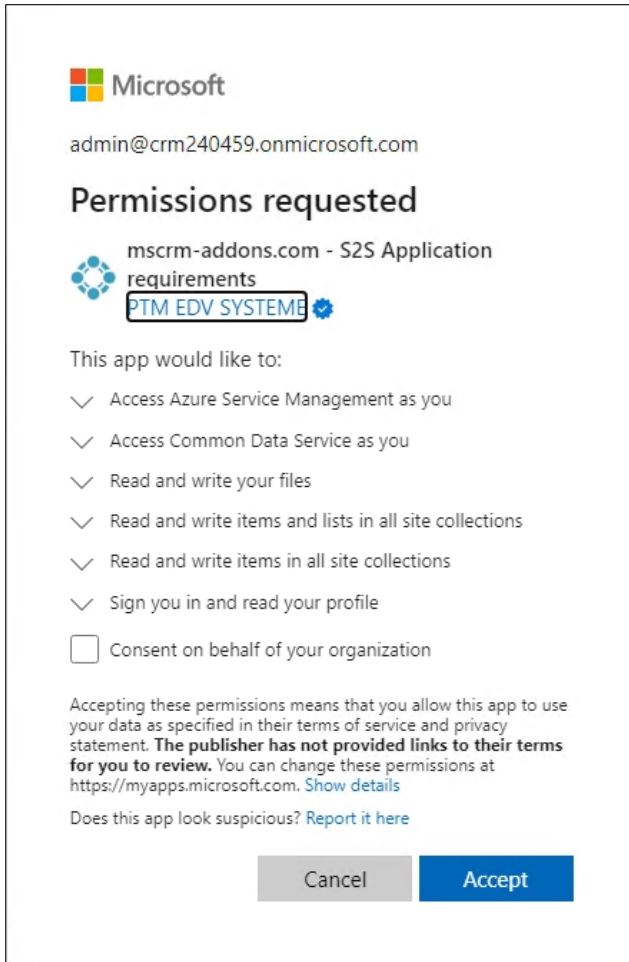 Microsoft
admin@crm240459.onmicrosoft.com
Permissions requested
mscrm-addons.com - S2S Application
requirements
PTM EDV SYSTEME
This app would like to:
Access Azure Service Management as you
Access Common Data Service as you
Read and write your files
Read and write items and lists in all site collections
Read and write items in all site collections
Sign you in and read your profile
Consent on behalf of your organization
Accepting these permissions means that you allow this app to use
your data as specified in their terms of service and privacy
statement. The publisher has not provided links to their terms
for you to review. You can change these permissions at
https://myapps.microsoft.com. Show details
Does this app look suspicious? Report it here
Cancel
Accept